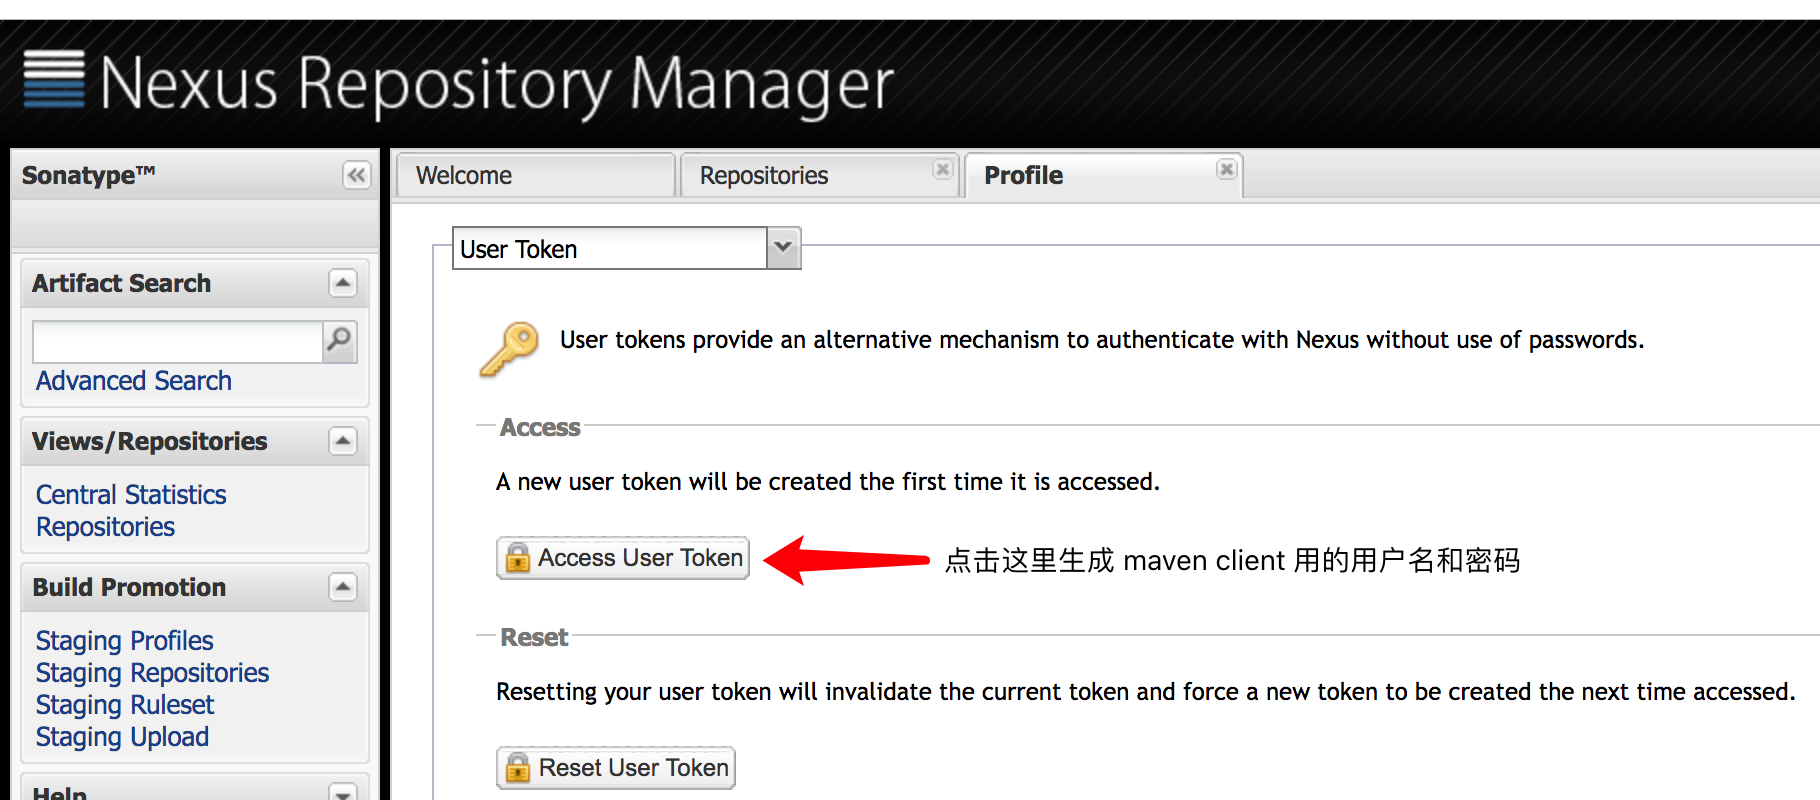 Nexus Repository Manager
Sonatype™
Welcome
Repositories
Profile
User Token
Artifact Search
Advanced Search
Views/Repositories
Central Statistics
Repositories
Build Promotion
Staging Profiles
Staging Repositories
Staging Ruleset
Staging Upload
Help
User tokens provide an alternative mechanism to authenticate with Nexus without use of passwords.
Access
A new user token will be created the first time it is accessed.
Access User Token
点击这里生成 maven client 用的用户名和密码
Reset
Resetting your user token will invalidate the current token and force a new token to be created the next time accessed.
Reset User Token